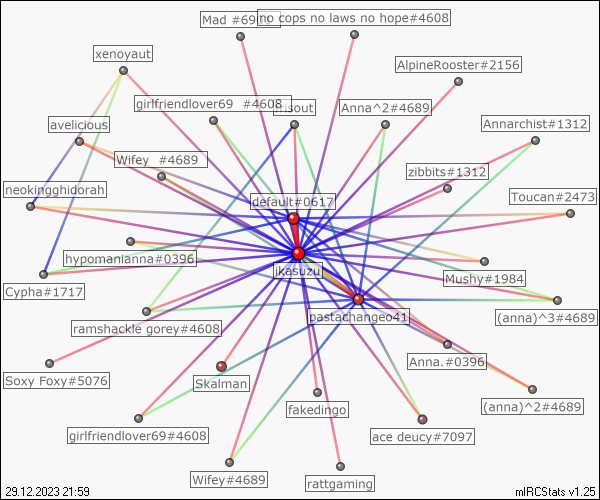 Mad #69
no cops no laws no hope#4608
xenoyaut
AlpineRooster#2156
girlfriendlover69 #4608
isout
Anna^2#4689
avelicious
Annarchist#1312
Wifey #4689
zibbits#1312
neokingghidorah
default#0617
Toucan#2473
hypomanianna#0396
ikasuzu
Mushy#1984
Cypha#1717
pastachangeo41
(anna)^3#4689
ramshackle gorey#4608
Anna.#0396
Soxy Foxy#5076
Skalman
fakedingo
(anna)^2#4689
girlfriendlover69#4608
ace deucy#7097
Wifey#4689
rattgaming
29.12.2023 21:59
mIRCStats v1.25